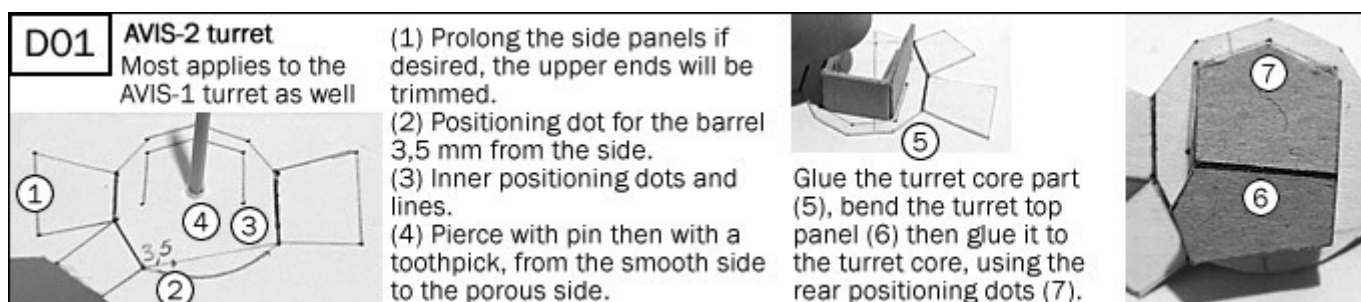 D01
AVIS-2 turret
Most applies to the
AVIS-1 turret as well
1
2
3
4
3,5
(1) Prolong the side panels if
desired, the upper ends will be
trimmed.
(2) Positioning dot for the barrel
3,5 mm from the side.
(3) Inner positioning dots and
lines.
(4) Pierce with pin then with a
toothpick, from the smooth side
to the porous side.
5
Glue the turret core part
(5), bend the turret top
panel (6) then glue it to
the turret core, using the
rear positioning dots (7).
7
6